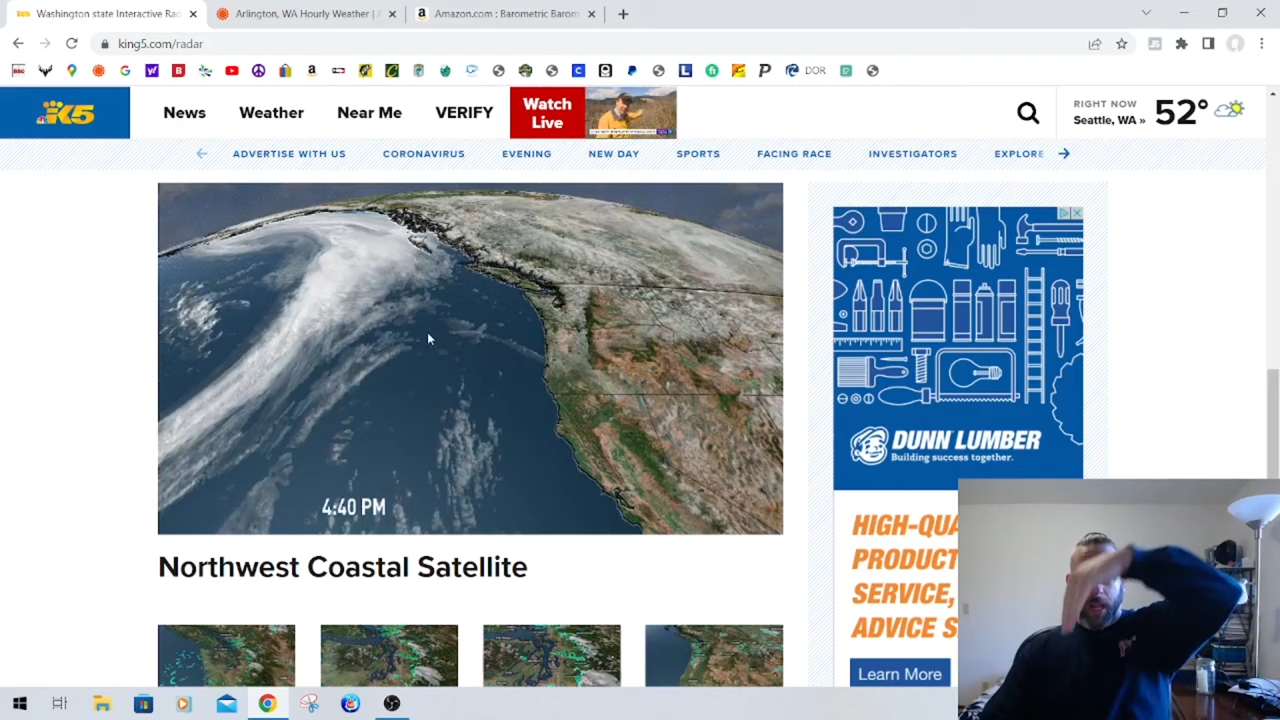 Washington state Interactive Rad
Arlington, WA Hourly Weather | A
Amazon.com : Barometric Barom
king5.com/radar
DOR
K5
News
Weather
Near Me
VERIFY
Watch
Live
RIGHT NOW
Seattle, WA »
52°
ADVERTISE WITH US
CORONAVIRUS
EVENING
NEW DAY
SPORTS
FACING RACE
INVESTIGATORS
EXPLORE
4:40 PM
Northwest Coastal Satellite
DUNN LUMBER
Building success together.
HIGH-QUA
PRODUCT
SERVICE,
ADVICE S
Learn More